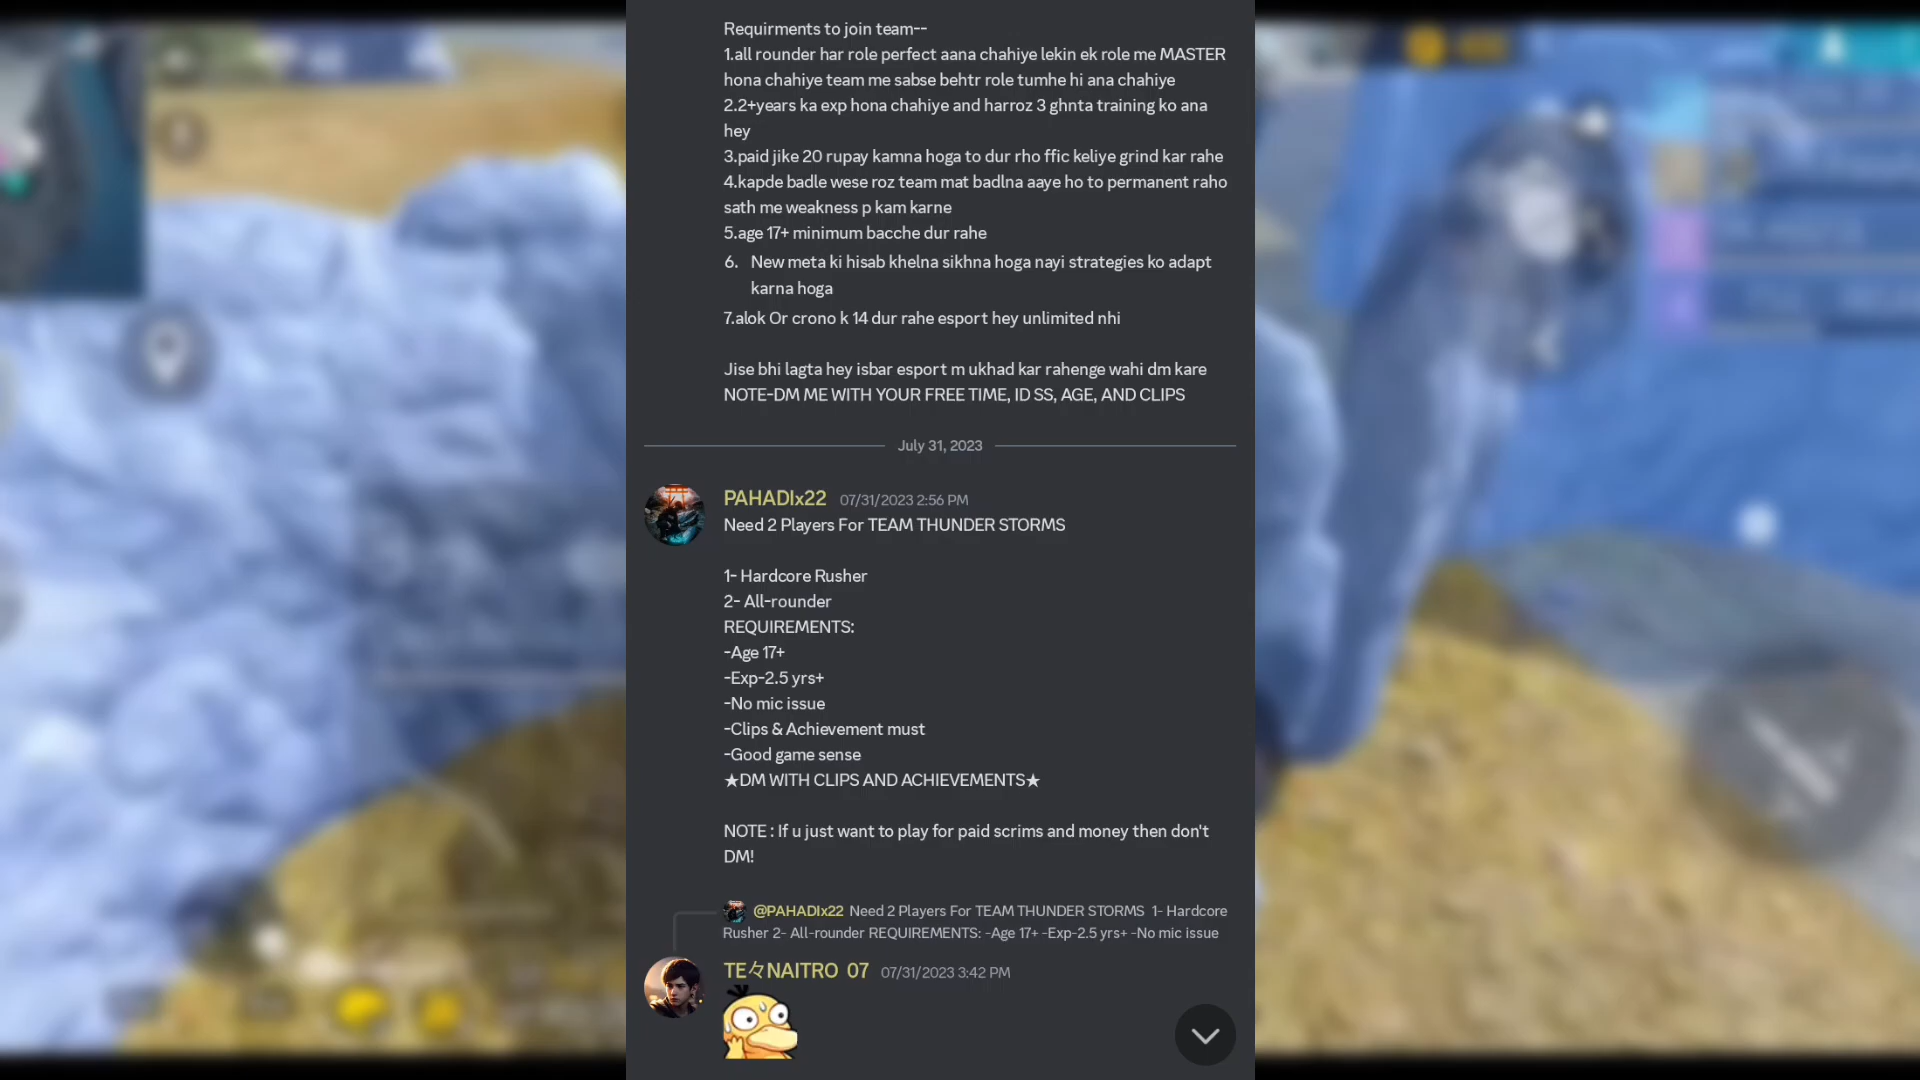 Requirments to join team--
1.all rounder har role perfect aana chahiye lekin ek role me MASTER
hona chahiye team me sabse behtr role tumhe hi ana chahiye
2.2+years ka exp hona chahiye and harroz 3 ghnta training ko ana
hey
3.paid jike 20 rupay kamna hoga to dur rho ffic keliye grind kar rahe
4.kapde badle wese roz team mat badlna aaye ho to permanent raho
sath me weakness p kam karne
5.age 17+ minimum bacche dur rahe
6. New meta ki hisab khelna sikhna hoga nayi strategies ko adapt
karna hoga
7.alok Or crono k 14 dur rahe esport hey unlimited nhi
Jise bhi lagta hey isbar esport m ukhad kar rahenge wahi dm kare
NOTE-DM ME WITH YOUR FREE TIME, ID SS, AGE, AND CLIPS
July 31, 2023
PAHADIx22 07/31/2023 2:56 PM
Need 2 Players For TEAM THUNDER STORMS
1- Hardcore Rusher
2- All-rounder
REQUIREMENTS:
-Age 17+
-Exp-2.5 yrs+
-No mic issue
-Clips & Achievement must
-Good game sense
★DM WITH CLIPS AND ACHIEVEMENTS★
NOTE : If u just want to play for paid scrims and money then don't
DM!
@PAHADIx22 Need 2 Players For TEAM THUNDER STORMS 1- Hardcore
Rusher 2- All-rounder REQUIREMENTS: -Age 17+ -Exp-2.5 yrs+ -No mic issue
TE々NAITRO 07 07/31/2023 3:42 PM